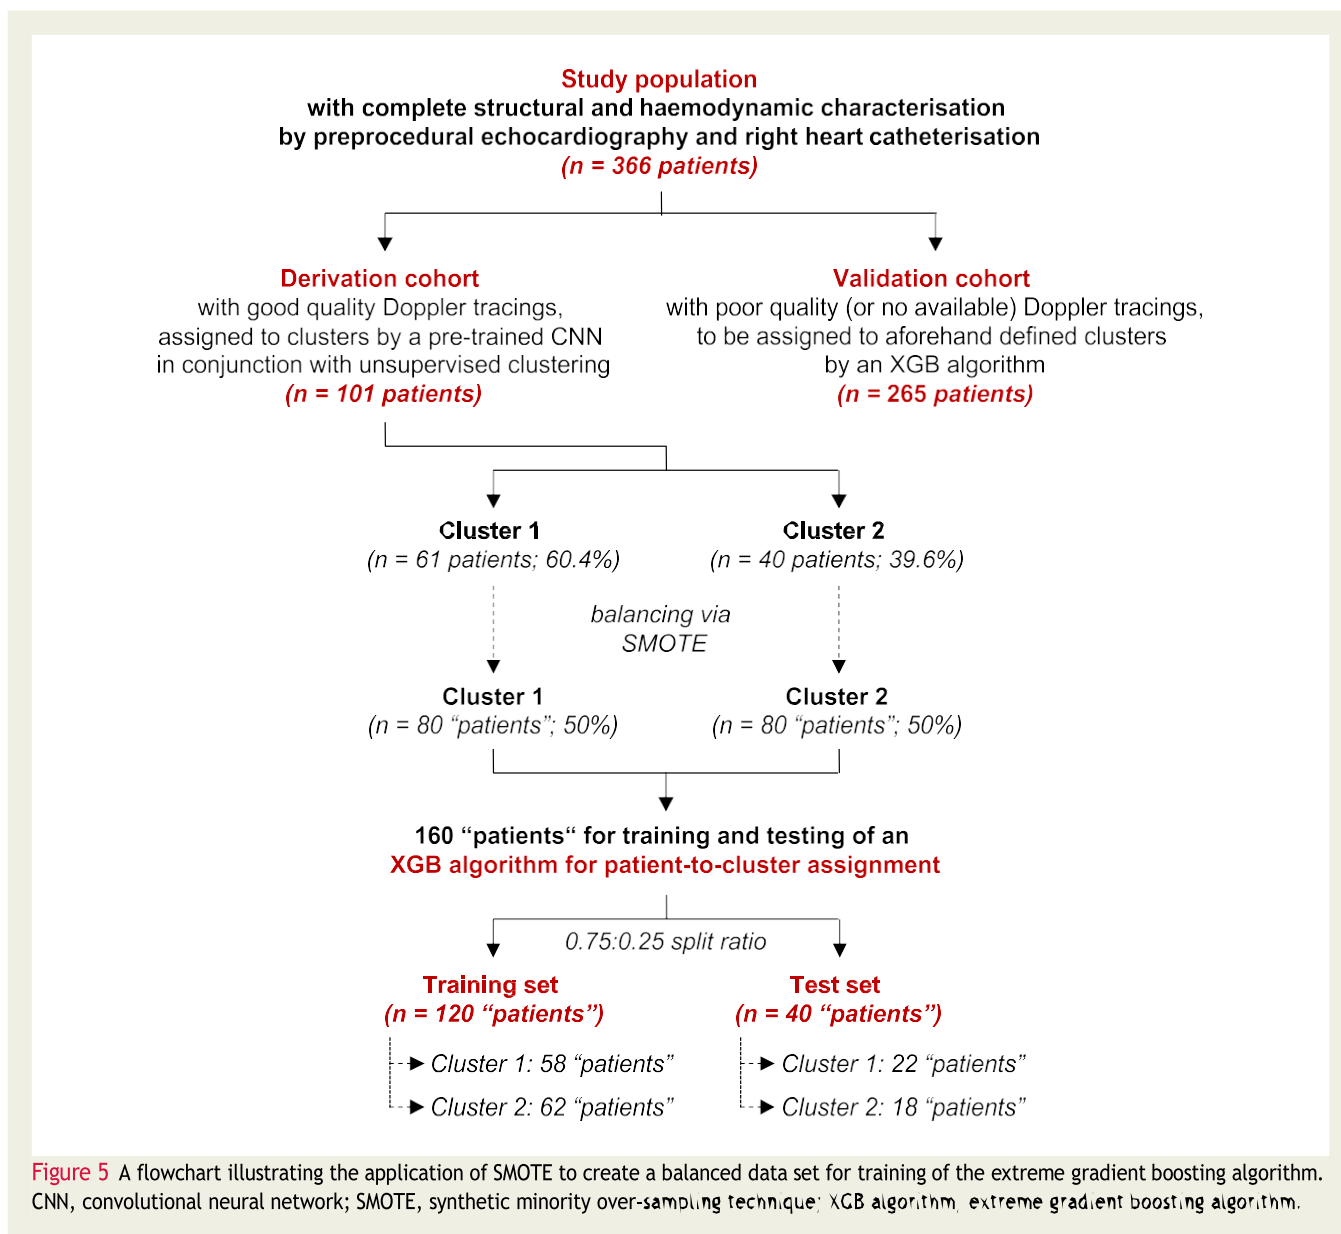 Study population
with complete structural and haemodynamic characterisation
by preprocedural echocardiography and right heart catheterisation
(n = 366 patients)
Derivation cohort
with good quality Doppler tracings,
assigned to clusters by a pre-trained CNN
in conjunction with unsupervised clustering
(n = 101 patients)
Validation cohort
with poor quality (or no available) Doppler tracings,
to be assigned to aforehand defined clusters
by an XGB algorithm
(n = 265 patients)
Cluster 1
(n = 61 patients; 60.4%)
Cluster 2
(n = 40 patients; 39.6%)
balancing via
SMOTE
Cluster 1
(n = 80 “patients”; 50%)
Cluster 2
(n = 80 “patients”; 50%)
160 “patients“ for training and testing of an
XGB algorithm for patient-to-cluster assignment
0.75:0.25 split ratio
Training set
(n = 120 “patients”)
Cluster 1: 58 “patients”
Cluster 2: 62 “patients”
Test set
(n = 40 “patients”)
Cluster 1: 22 “patients”
Cluster 2: 18 “patients”
Figure 5 A flowchart illustrating the application of SMOTE to create a balanced data set for training of the extreme gradient boosting algorithm.
CNN, convolutional neural network; SMOTE, synthetic minority over-sampling technique; XGB algorithm, extreme gradient boosting algorithm.